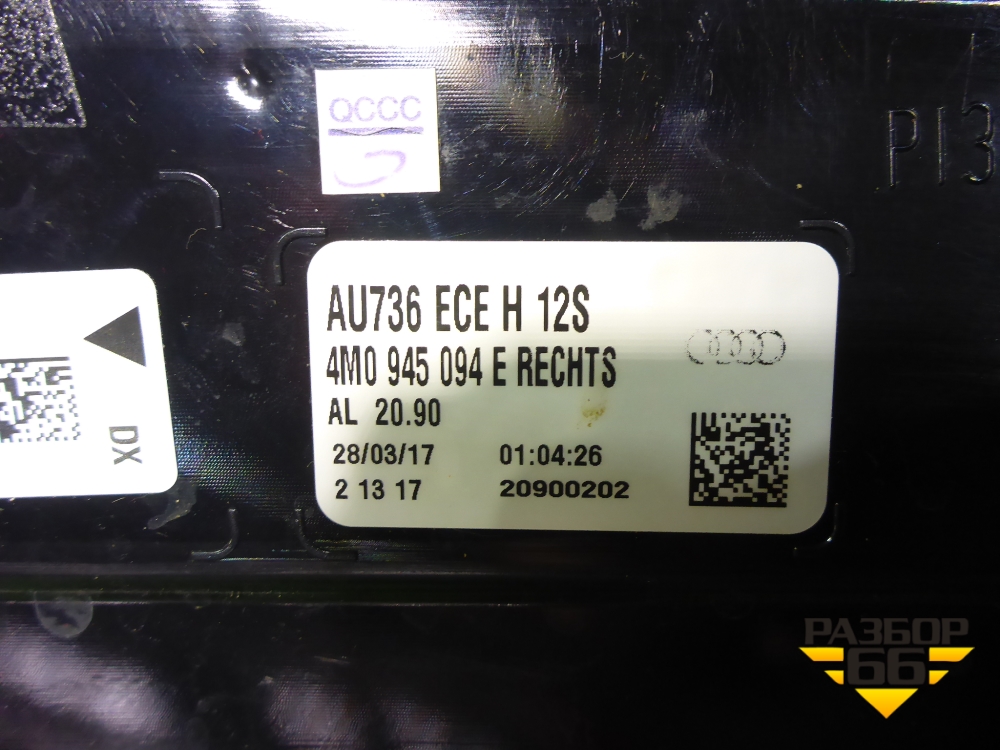 QCCC
P13
AU736 ECE H 12S
4M0 945 094 E RECHTS
AL 20.90
28/03/17 01:04:26
2 13 17 20900202
DX
РАЗБОР
66